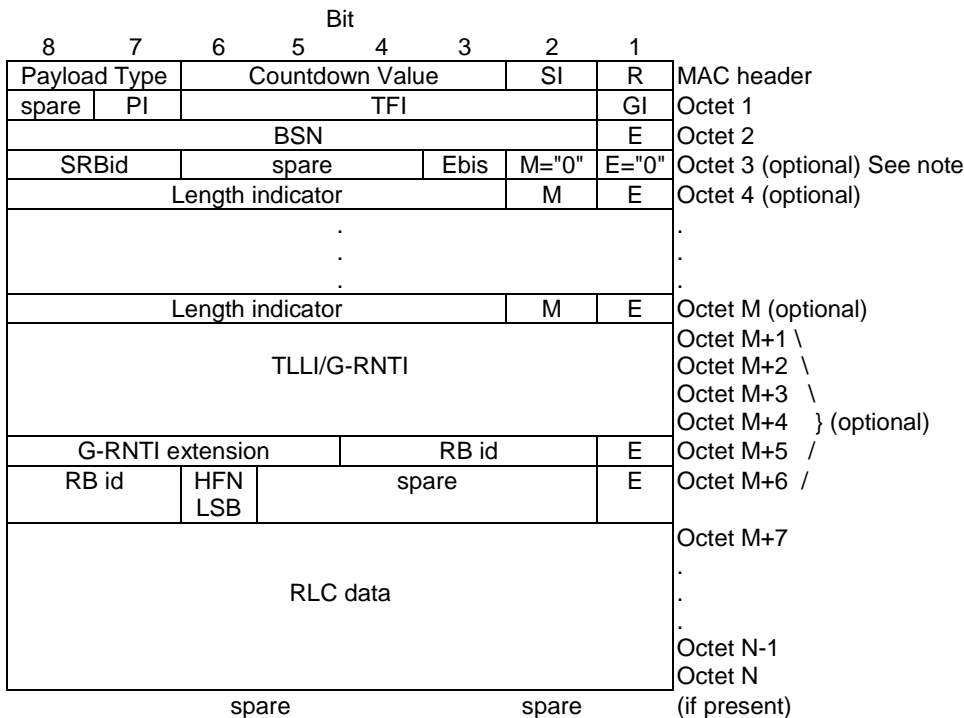 Bit
8 7 6 5 4 3 2 1
Payload Type Countdown Value SI R MAC header
spare PI TFI GI Octet 1
BSN E Octet 2
SRBid spare Ebis M="0" E="0" Octet 3 (optional) See note
Length indicator M E Octet 4 (optional)
. .
. .
. .
Length indicator M E Octet M (optional)
Octet M+1 \
TLLI/G-RNTI Octet M+2 \
Octet M+3 \
Octet M+4 } (optional)
G-RNTI extension RB id E Octet M+5 /
RB id HFN LSB spare E Octet M+6 /
Octet M+7
.
RLC data .
.
Octet N-1
Octet N
spare spare (if present)